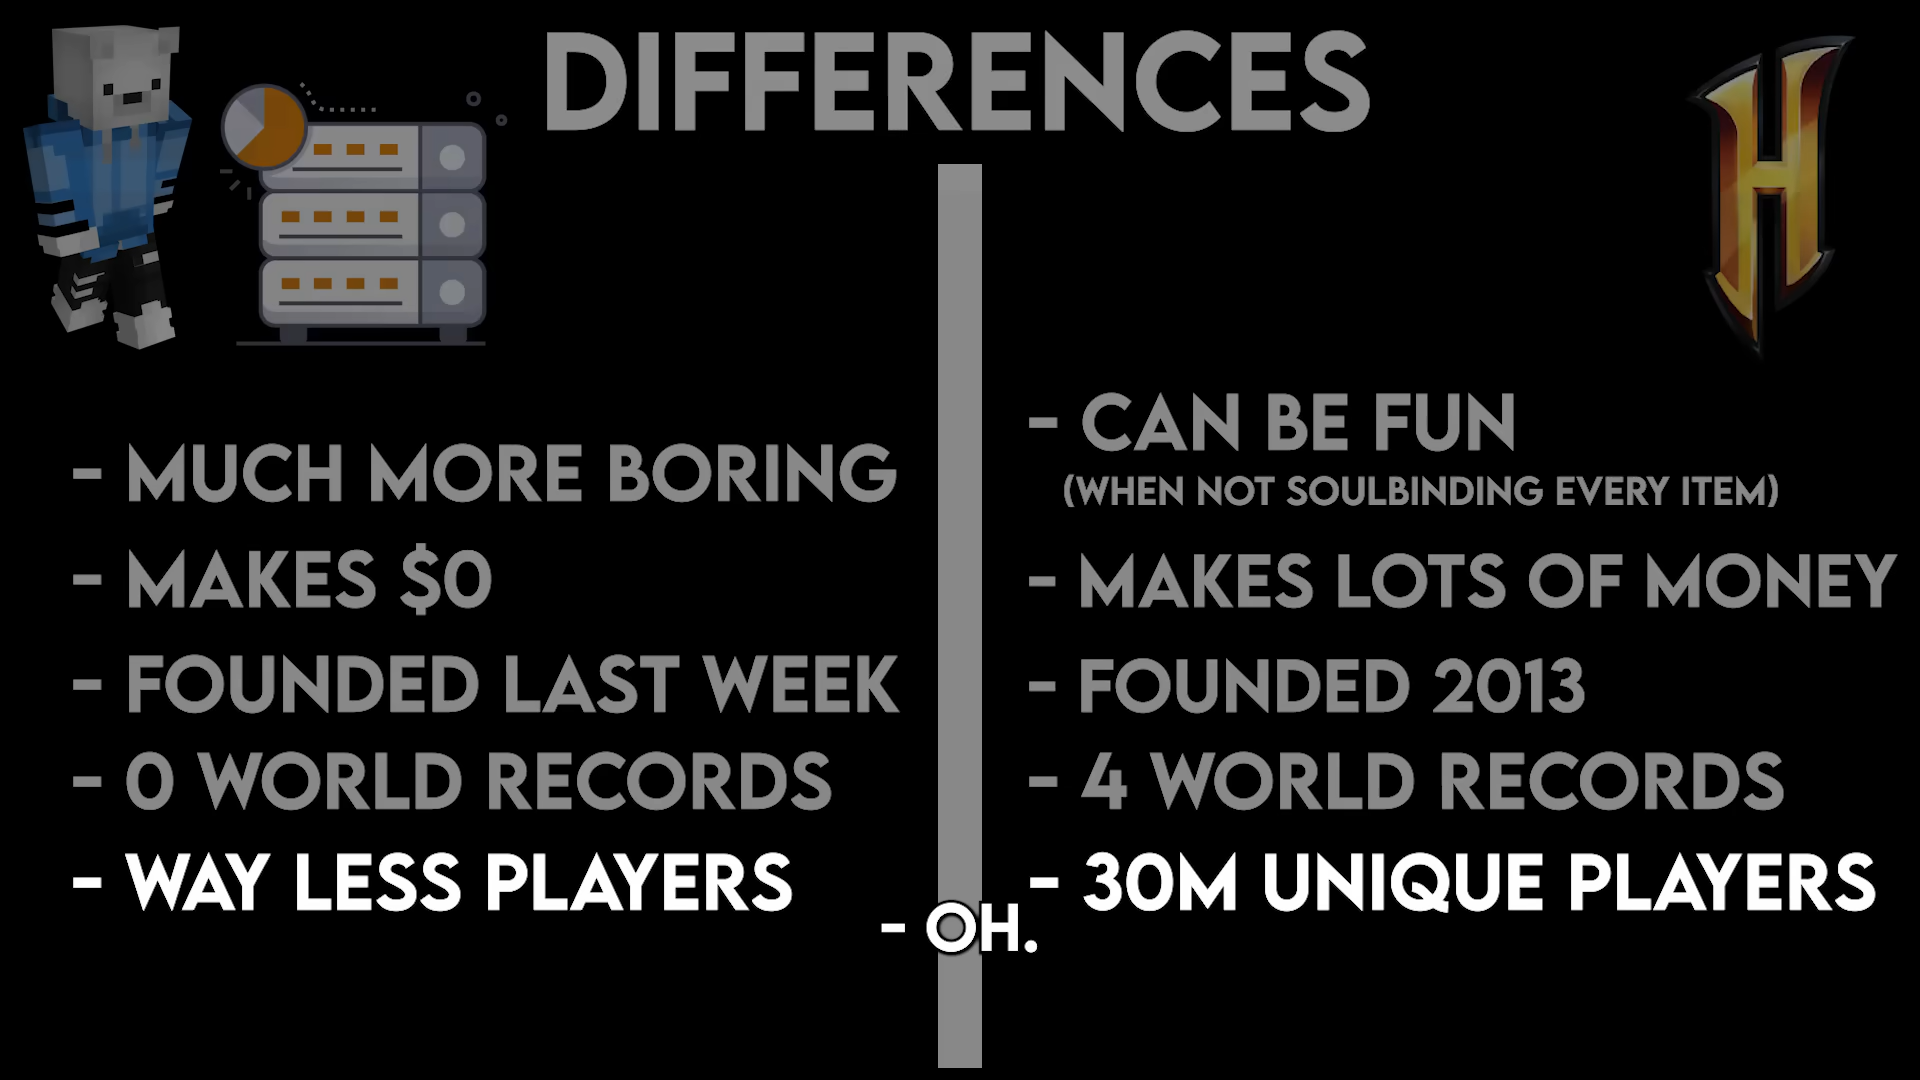 DIFFERENCES
- MUCH MORE BORING
- MAKES $0
- FOUNDED LAST WEEK
- 0 WORLD RECORDS
- WAY LESS PLAYERS
- CAN BE FUN
(WHEN NOT SOULBINDING EVERY ITEM)
- MAKES LOTS OF MONEY
- FOUNDED 2013
- 4 WORLD RECORDS
- 30M UNIQUE PLAYERS
- OH.
H